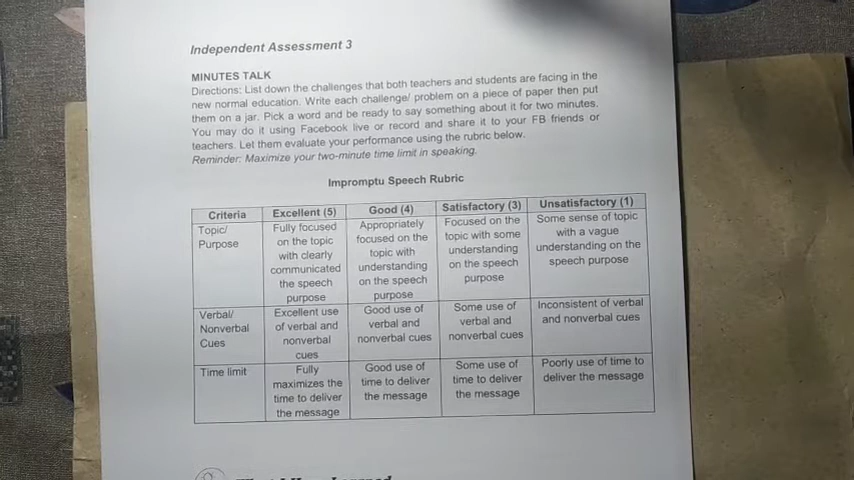 Independent Assessment 3
MINUTES TALK
Directions: List down the challenges that both teachers and students are facing in the
new normal education. Write each challenge/ problem on a piece of paper then put
them on a jar. Pick a word and be ready to say something about it for two minutes.
You may do it using Facebook live or record and share it to your FB friends or
teachers. Let them evaluate your performance using the rubric below.
Reminder: Maximize your two-minute time limit in speaking.
Impromptu Speech Rubric
Criteria
Excellent (5)
Good (4)
Satisfactory (3)
Unsatisfactory (1)
Topic/
Purpose
Fully focused
on the topic
with clearly
communicated
the speech
purpose
Appropriately
focused on the
topic with
understanding
on the speech
purpose
Focused on the
topic with some
understanding
on the speech
purpose
Some sense of topic
with a vague
understanding on the
speech purpose
Verbal/
Nonverbal
Cues
Excellent use
of verbal and
nonverbal
cues
Good use of
verbal and
nonverbal cues
Some use of
verbal and
nonverbal cues
Inconsistent of verbal
and nonverbal cues
Time limit
Fully
maximizes the
time to deliver
the message
Good use of
time to deliver
the message
Some use of
time to deliver
the message
Poorly use of time to
deliver the message